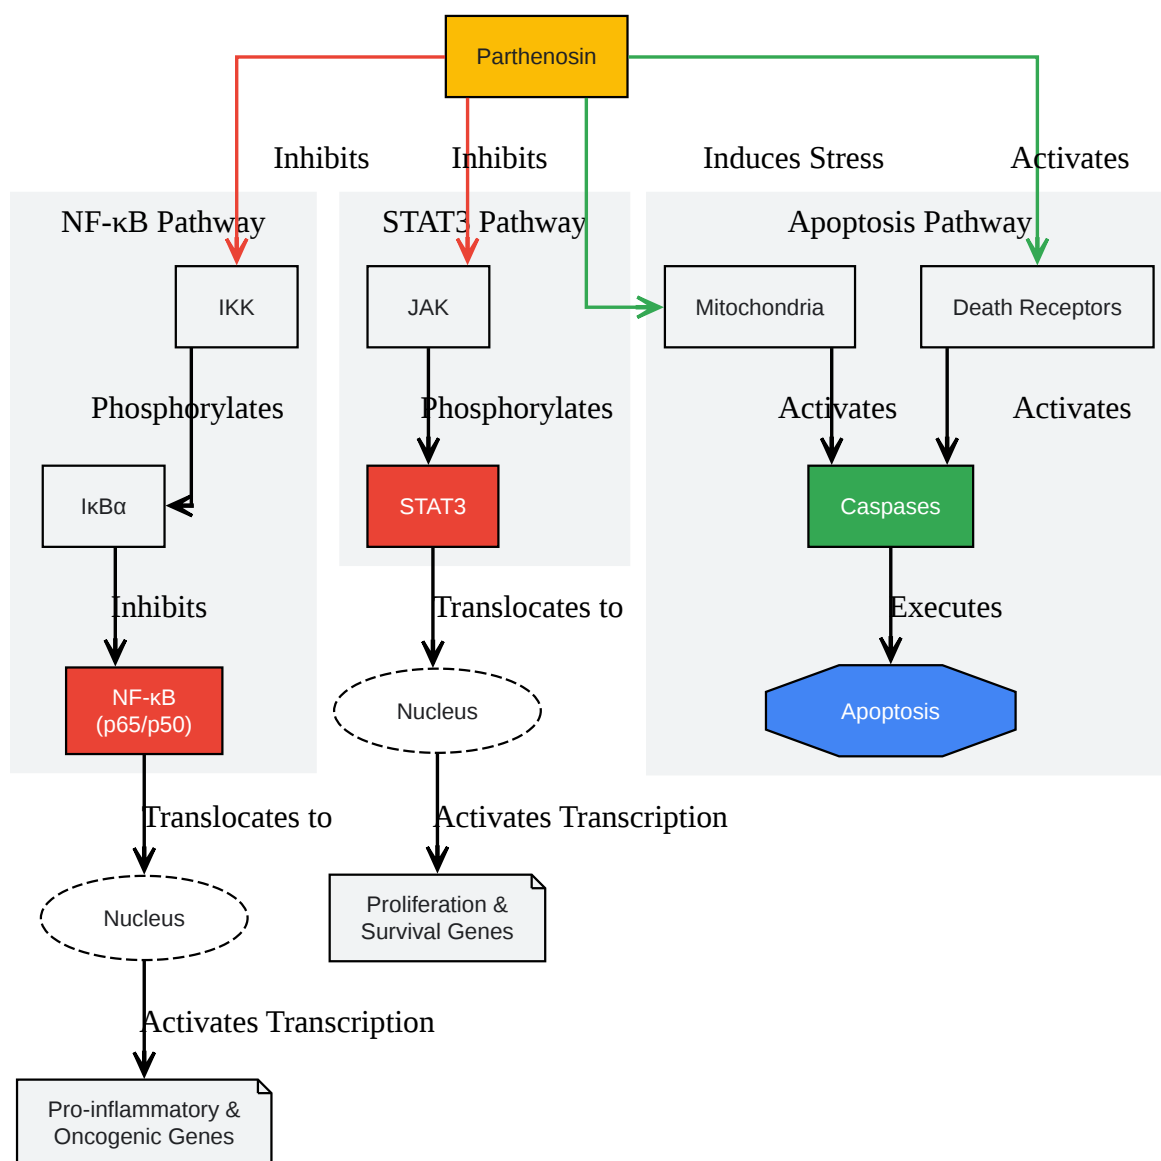 Parthenosin
Inhibits
Inhibits
Induces Stress
Activates
NF-κB Pathway
STAT3 Pathway
Apoptosis Pathway
IKK
JAK
Mitochondria
Death Receptors
Phosphorylates
Phosphorylates
Activates
Activates
IκBα
STAT3
Caspases
Inhibits
Translocates to
Executes
NF-κB
(p65/p50)
Nucleus
Apoptosis
Translocates to
Activates Transcription
Nucleus
Proliferation &
Survival Genes
Activates Transcription
Pro-inflammatory &
Oncogenic Genes